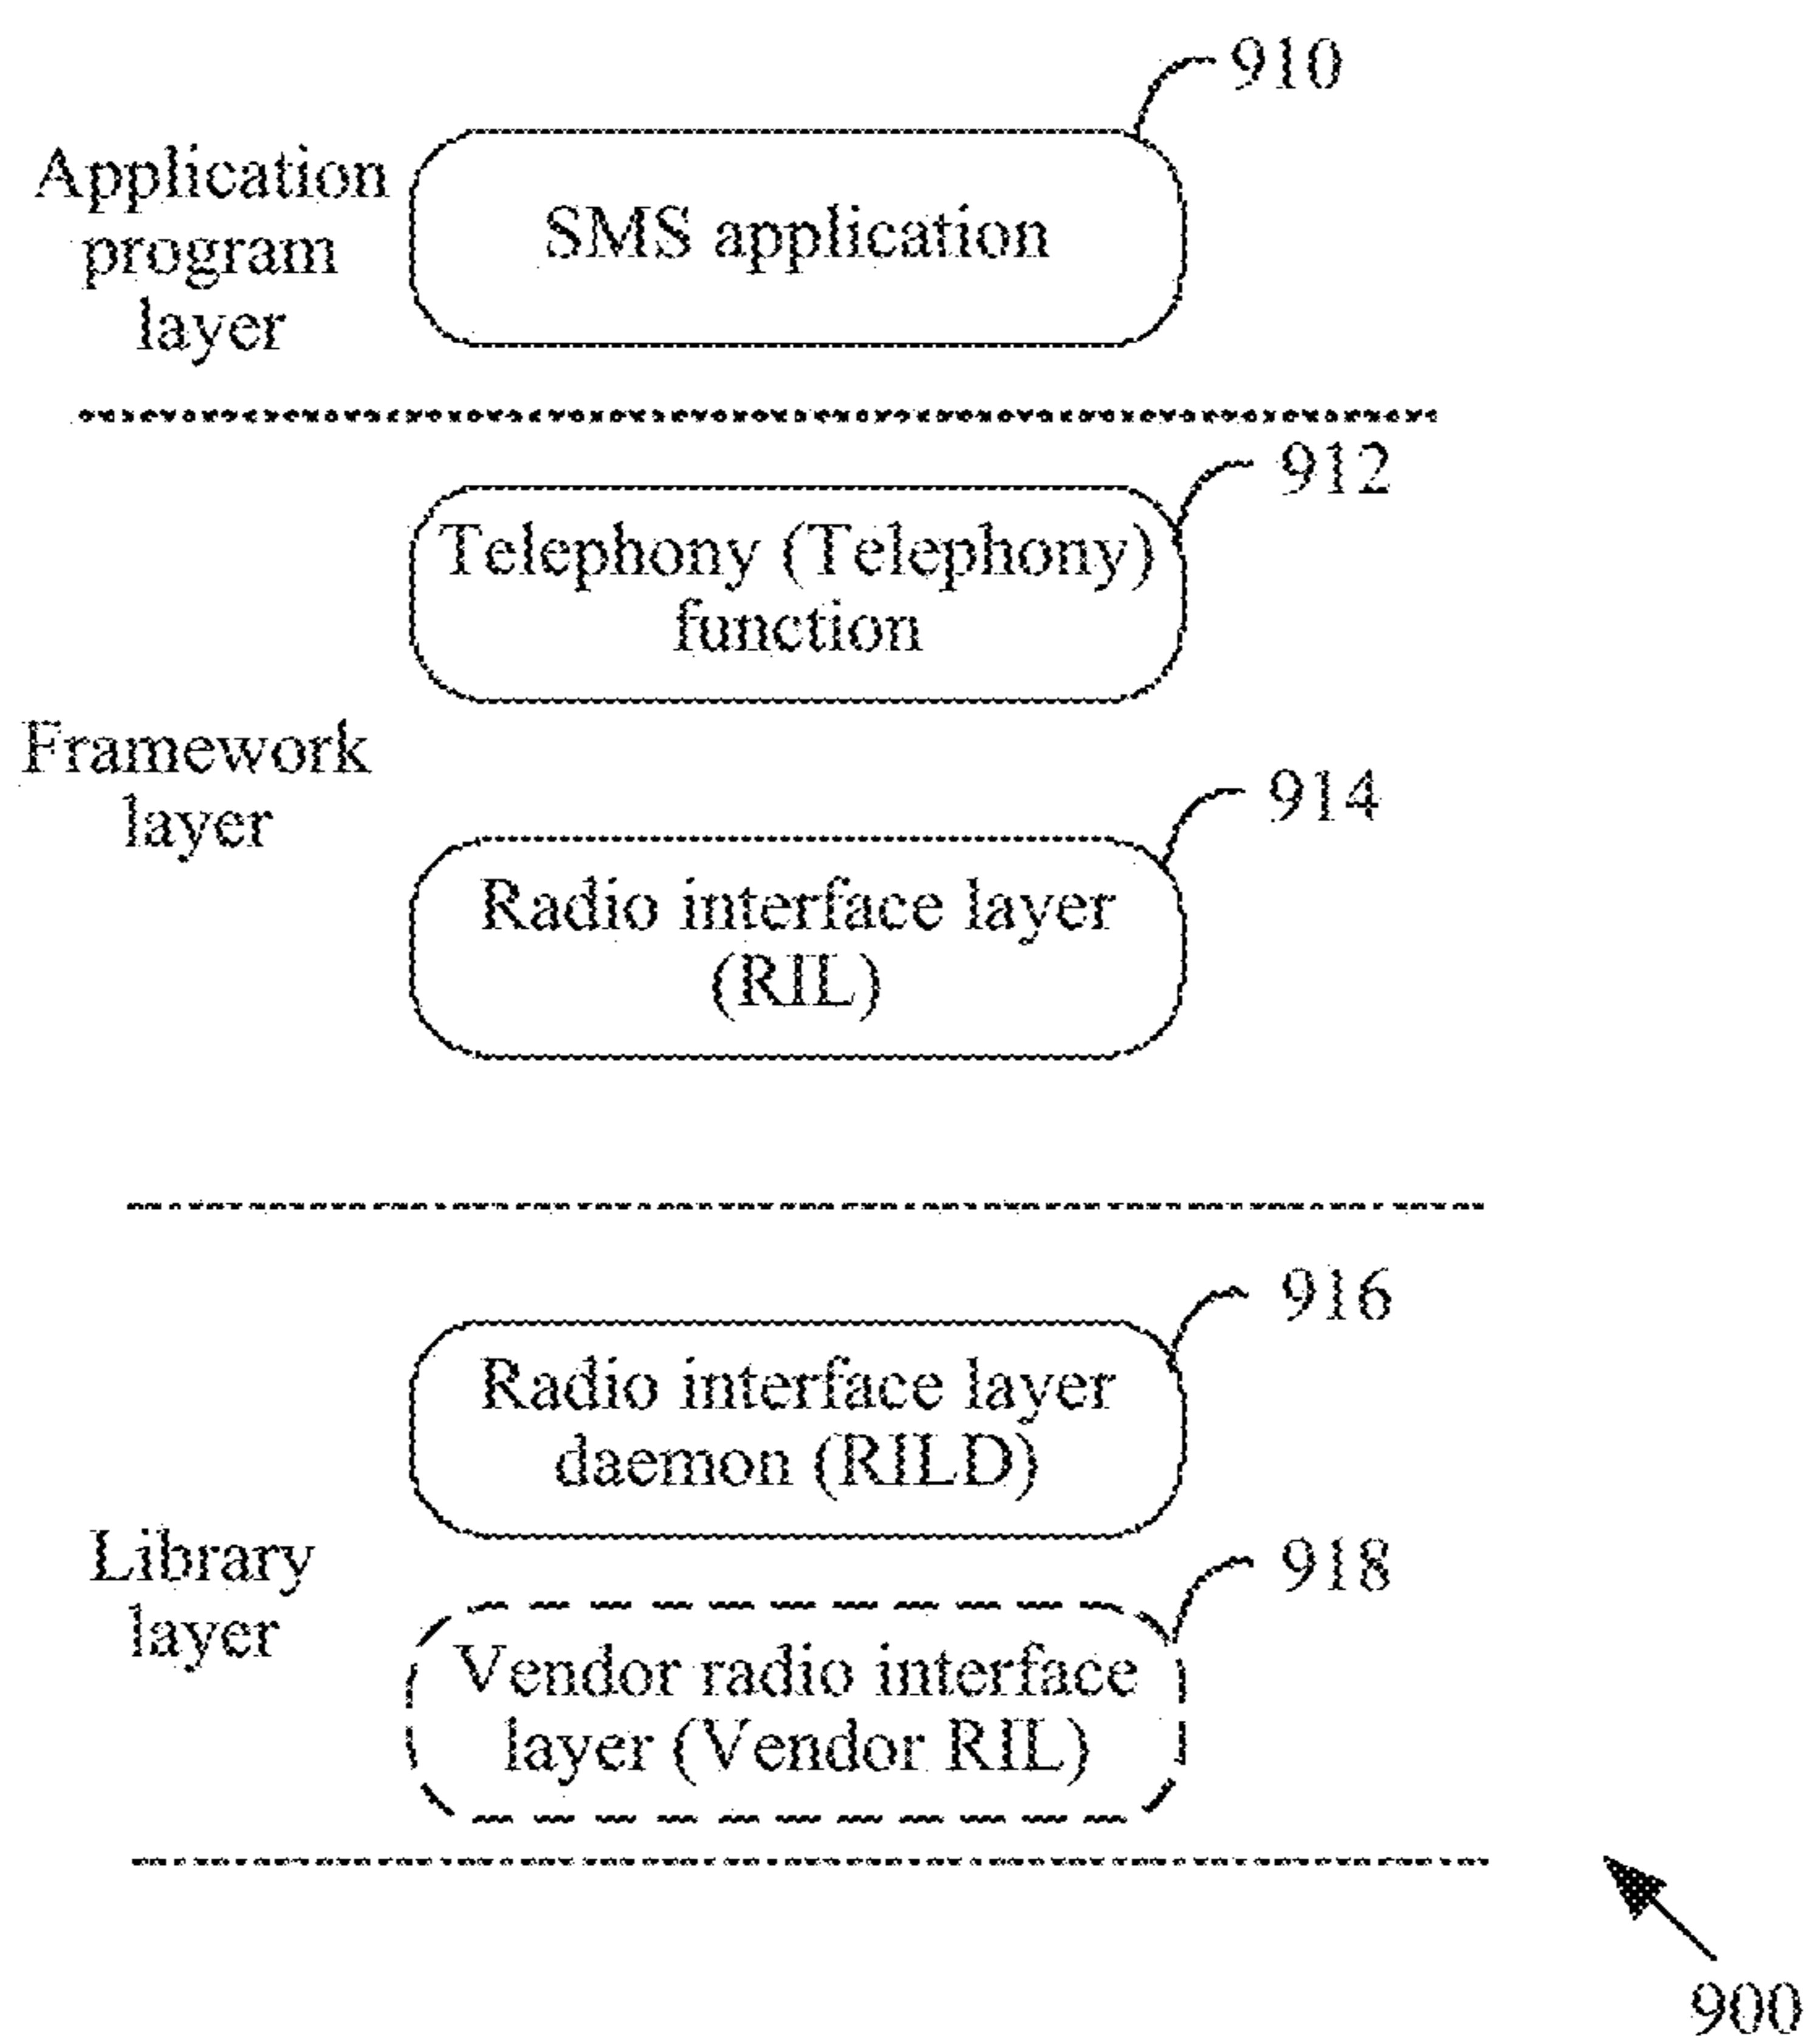 910
Application
program
layer
SMS application
912
Telephony (Telephony)
function
Framework
layer
914
Radio interface layer
(RIL)
916
Radio interface layer
daemon (RILD)
Library
layer
918
Vendor radio interface
layer (Vendor RIL)
900